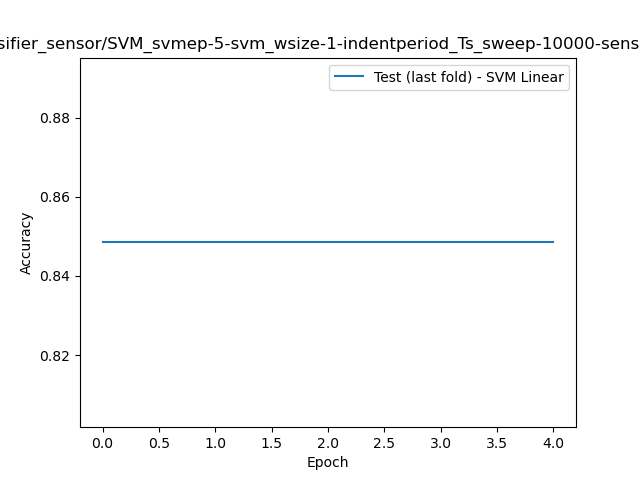 sifier_sensor/SVM_svmep-5-svm_wsize-1-indentperiod_Ts_sweep-10000-sens
Test (last fold) - SVM Linear
0.88
0.86
0.84
0.82
Accuracy
0.0 0.5 1.0 1.5 2.0 2.5 3.0 3.5 4.0
Epoch